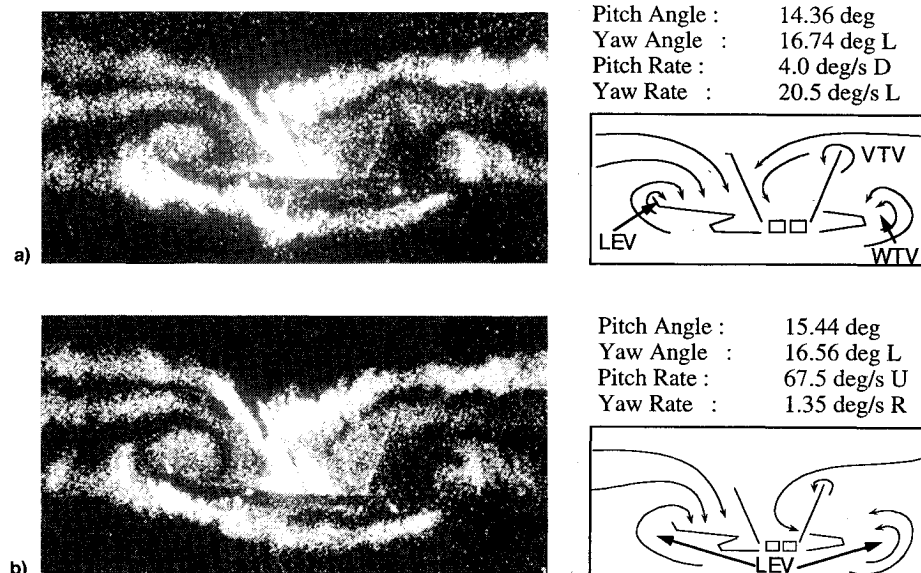 Pitch Angle : 14.36 deg
Yaw Angle : 16.74 deg L
Pitch Rate : 4.0 deg/s D
Yaw Rate : 20.5 deg/s L
VTV
LEV
WTV
a)
Pitch Angle : 15.44 deg
Yaw Angle : 16.56 deg L
Pitch Rate : 67.5 deg/s U
Yaw Rate : 1.35 deg/s R
LEV
b)